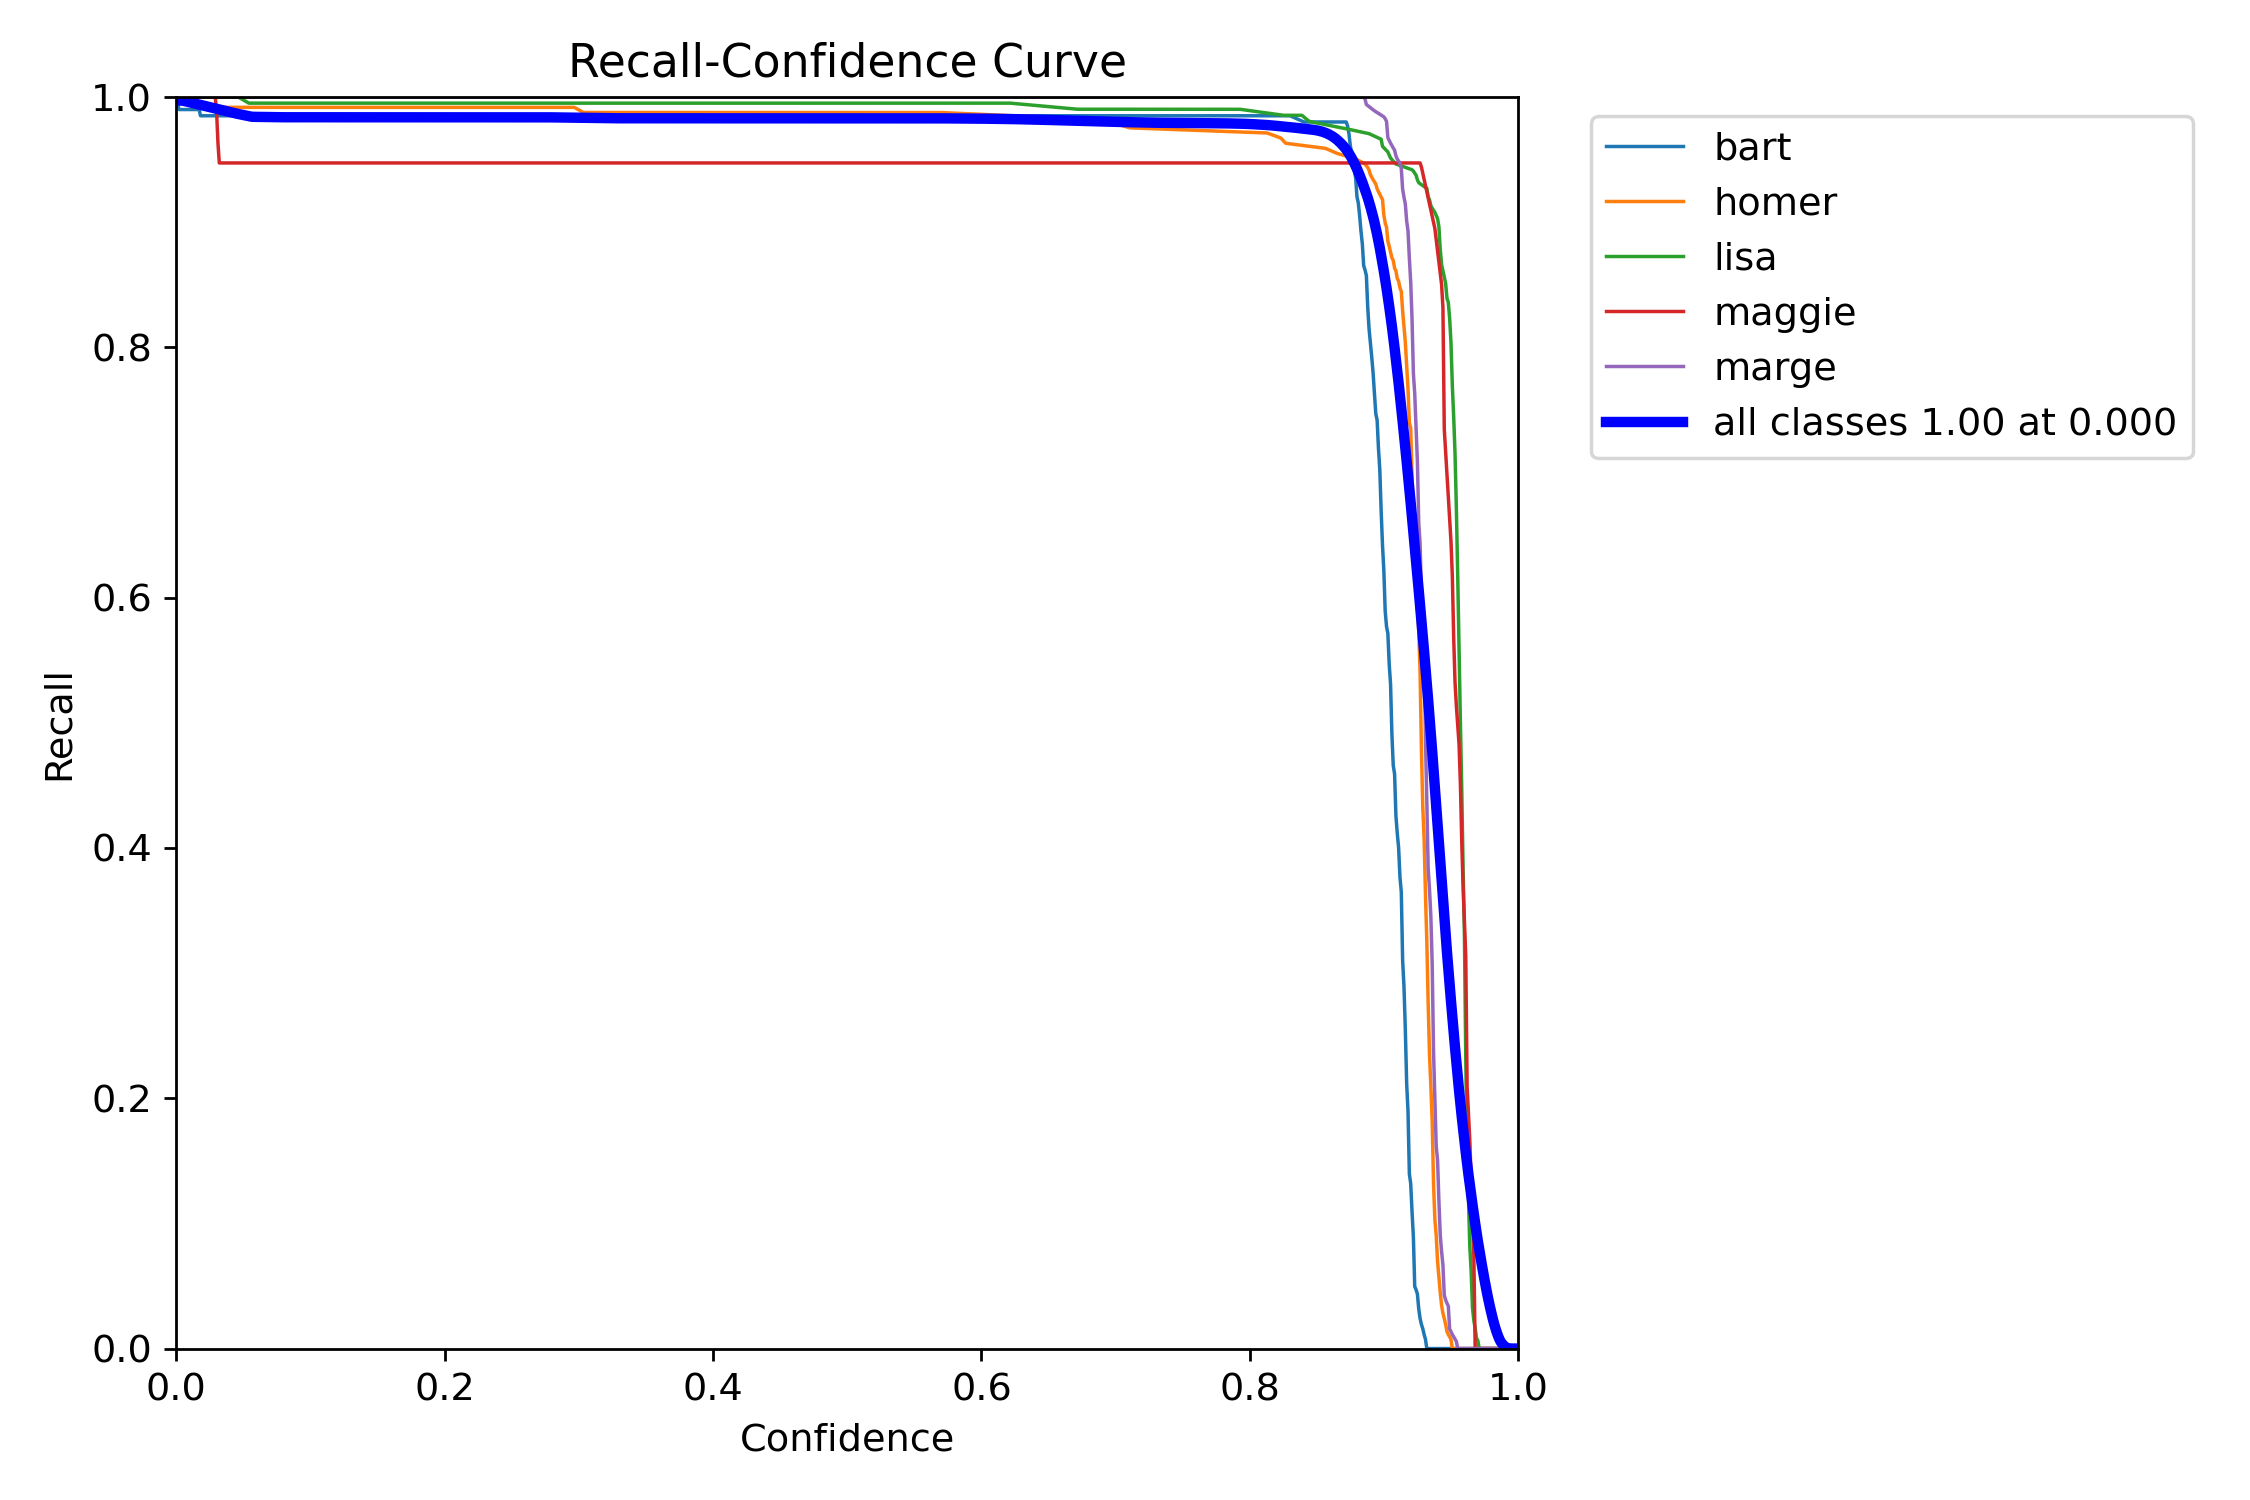 Recall-Confidence Curve
1.0
0.8
0.6
0.4
0.2
0.0
Recall
0.0 0.2 0.4 0.6 0.8 1.0
Confidence
bart
homer
lisa
maggie
marge
all classes 1.00 at 0.000